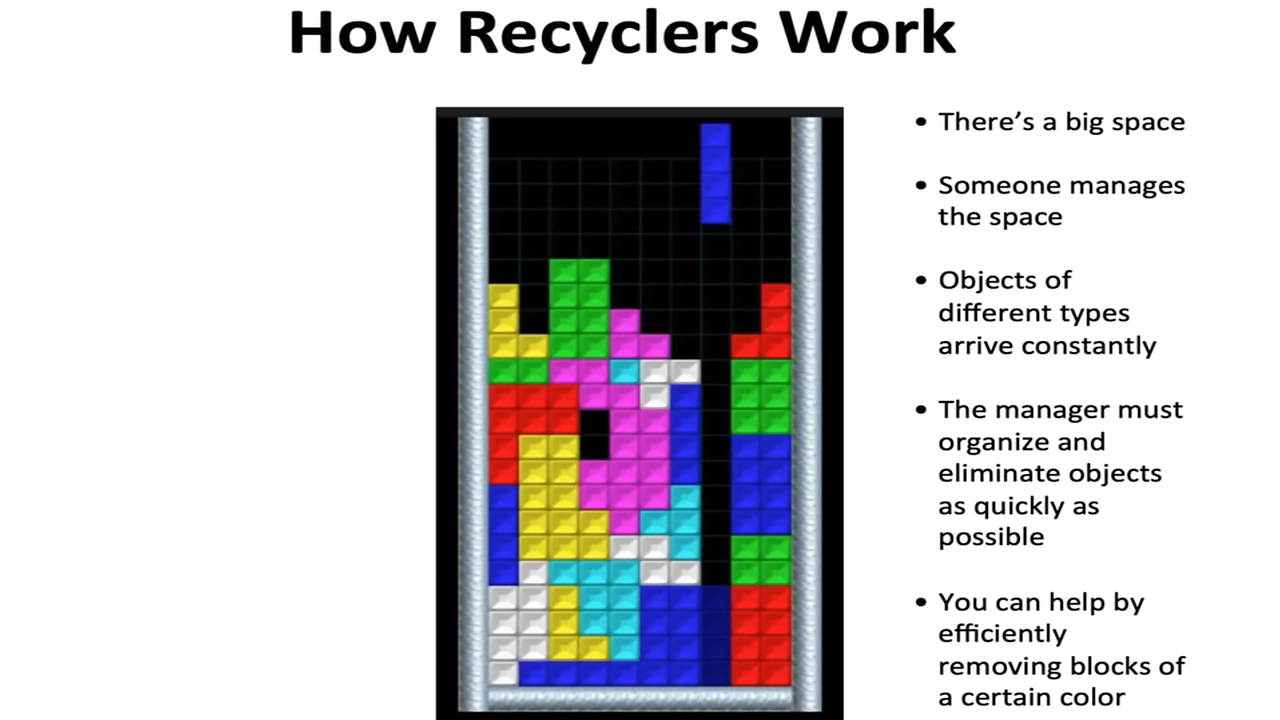 How Recyclers Work
• There’s a big space
• Someone manages
the space
• Objects of
different types
arrive constantly
• The manager must
organize and
eliminate objects
as quickly as
possible
• You can help by
efficiently
removing blocks of
a certain color